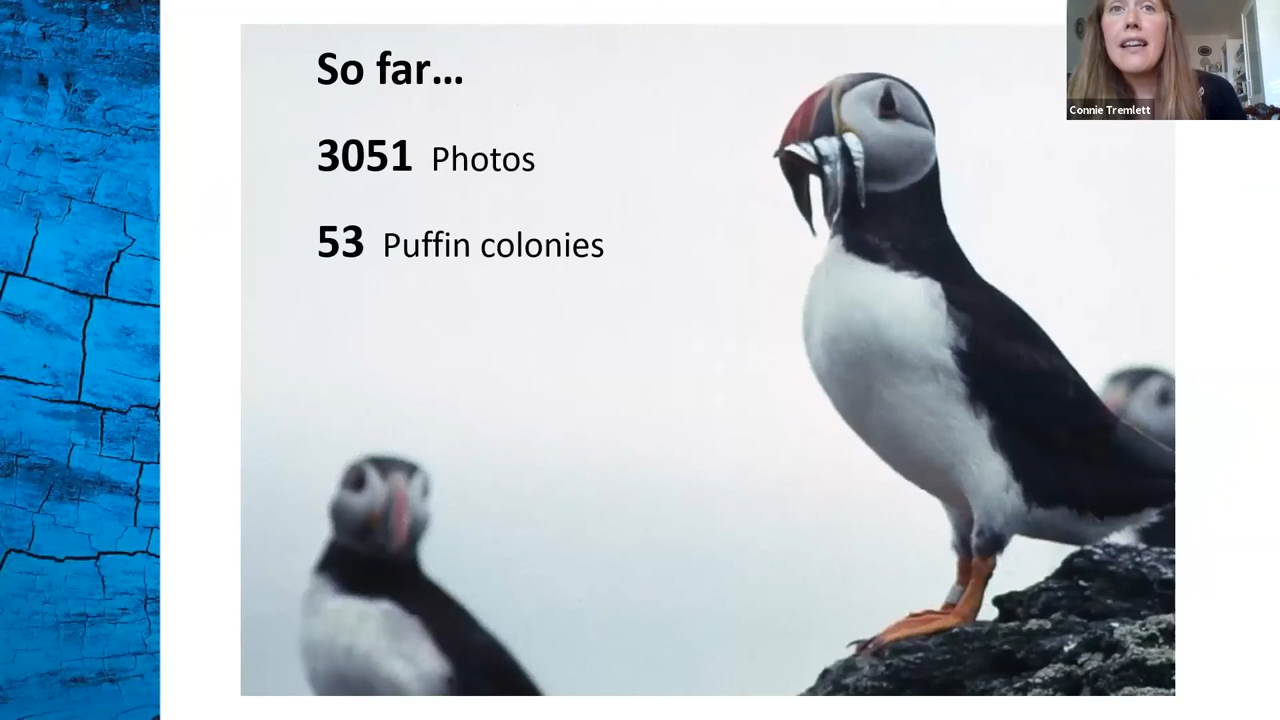 So far…
3051 Photos
53 Puffin colonies
Connie Tremlett